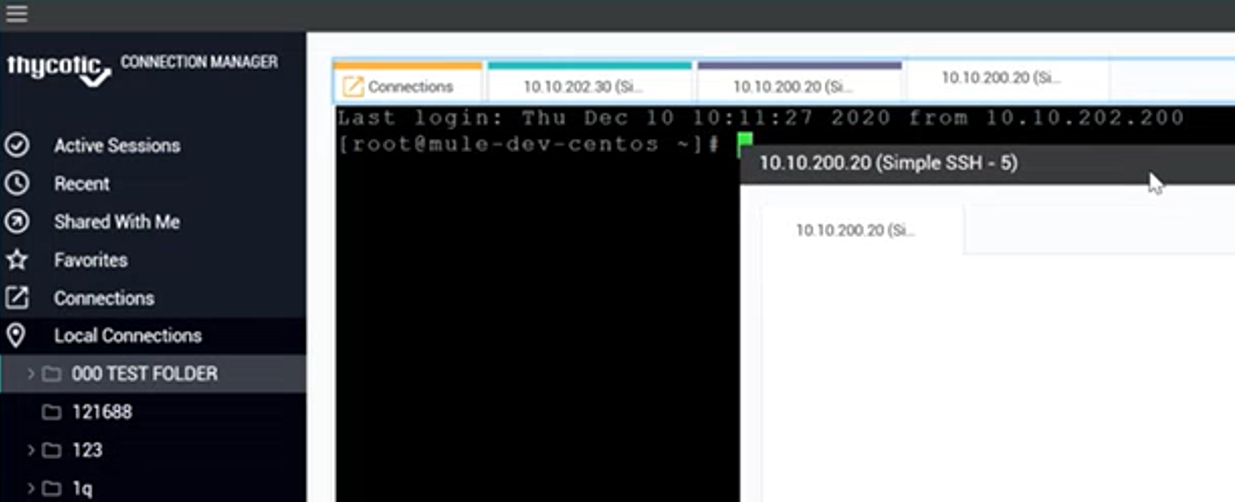 thycotic CONNECTION MANAGER
Active Sessions
Recent
Shared With Me
Favorites
Connections
Local Connections
000 TEST FOLDER
121688
123
1q
Connections
10.10.202.30 (Si...
10.10.200.20 (Si...
10.10.200.20 (Si...
Last login: Thu Dec 10 10:11:27 2020 from 10.10.202.200
[root@mule-dev-centos ~]#
10.10.200.20 (Simple SSH - 5)
10.10.200.20 (Si...